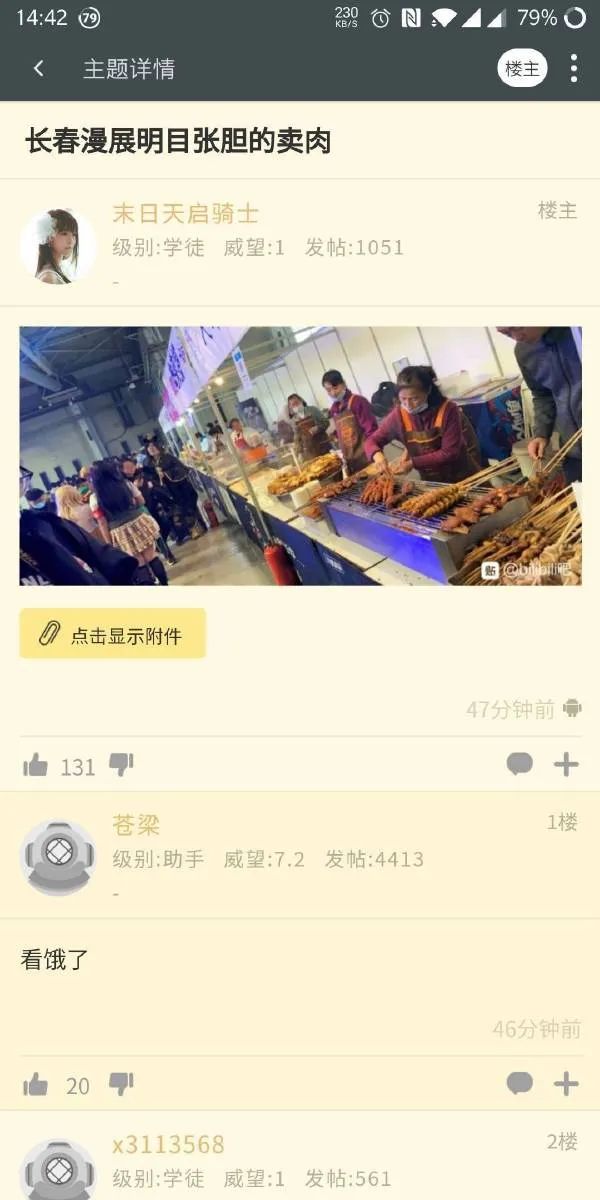 14:42
79
230
KB/S
79%
主题详情
楼主
长春漫展明目张胆的卖肉
末日天启骑士
楼主
级别:学徒 威望:1 发帖:1051
-
贴 @bilibili吧
点击显示附件
47分钟前
131
苍梁
1楼
级别:助手 威望:7.2 发帖:4413
-
看饿了
46分钟前
20
x3113568
2楼
级别:学徒 威望:1 发帖:561